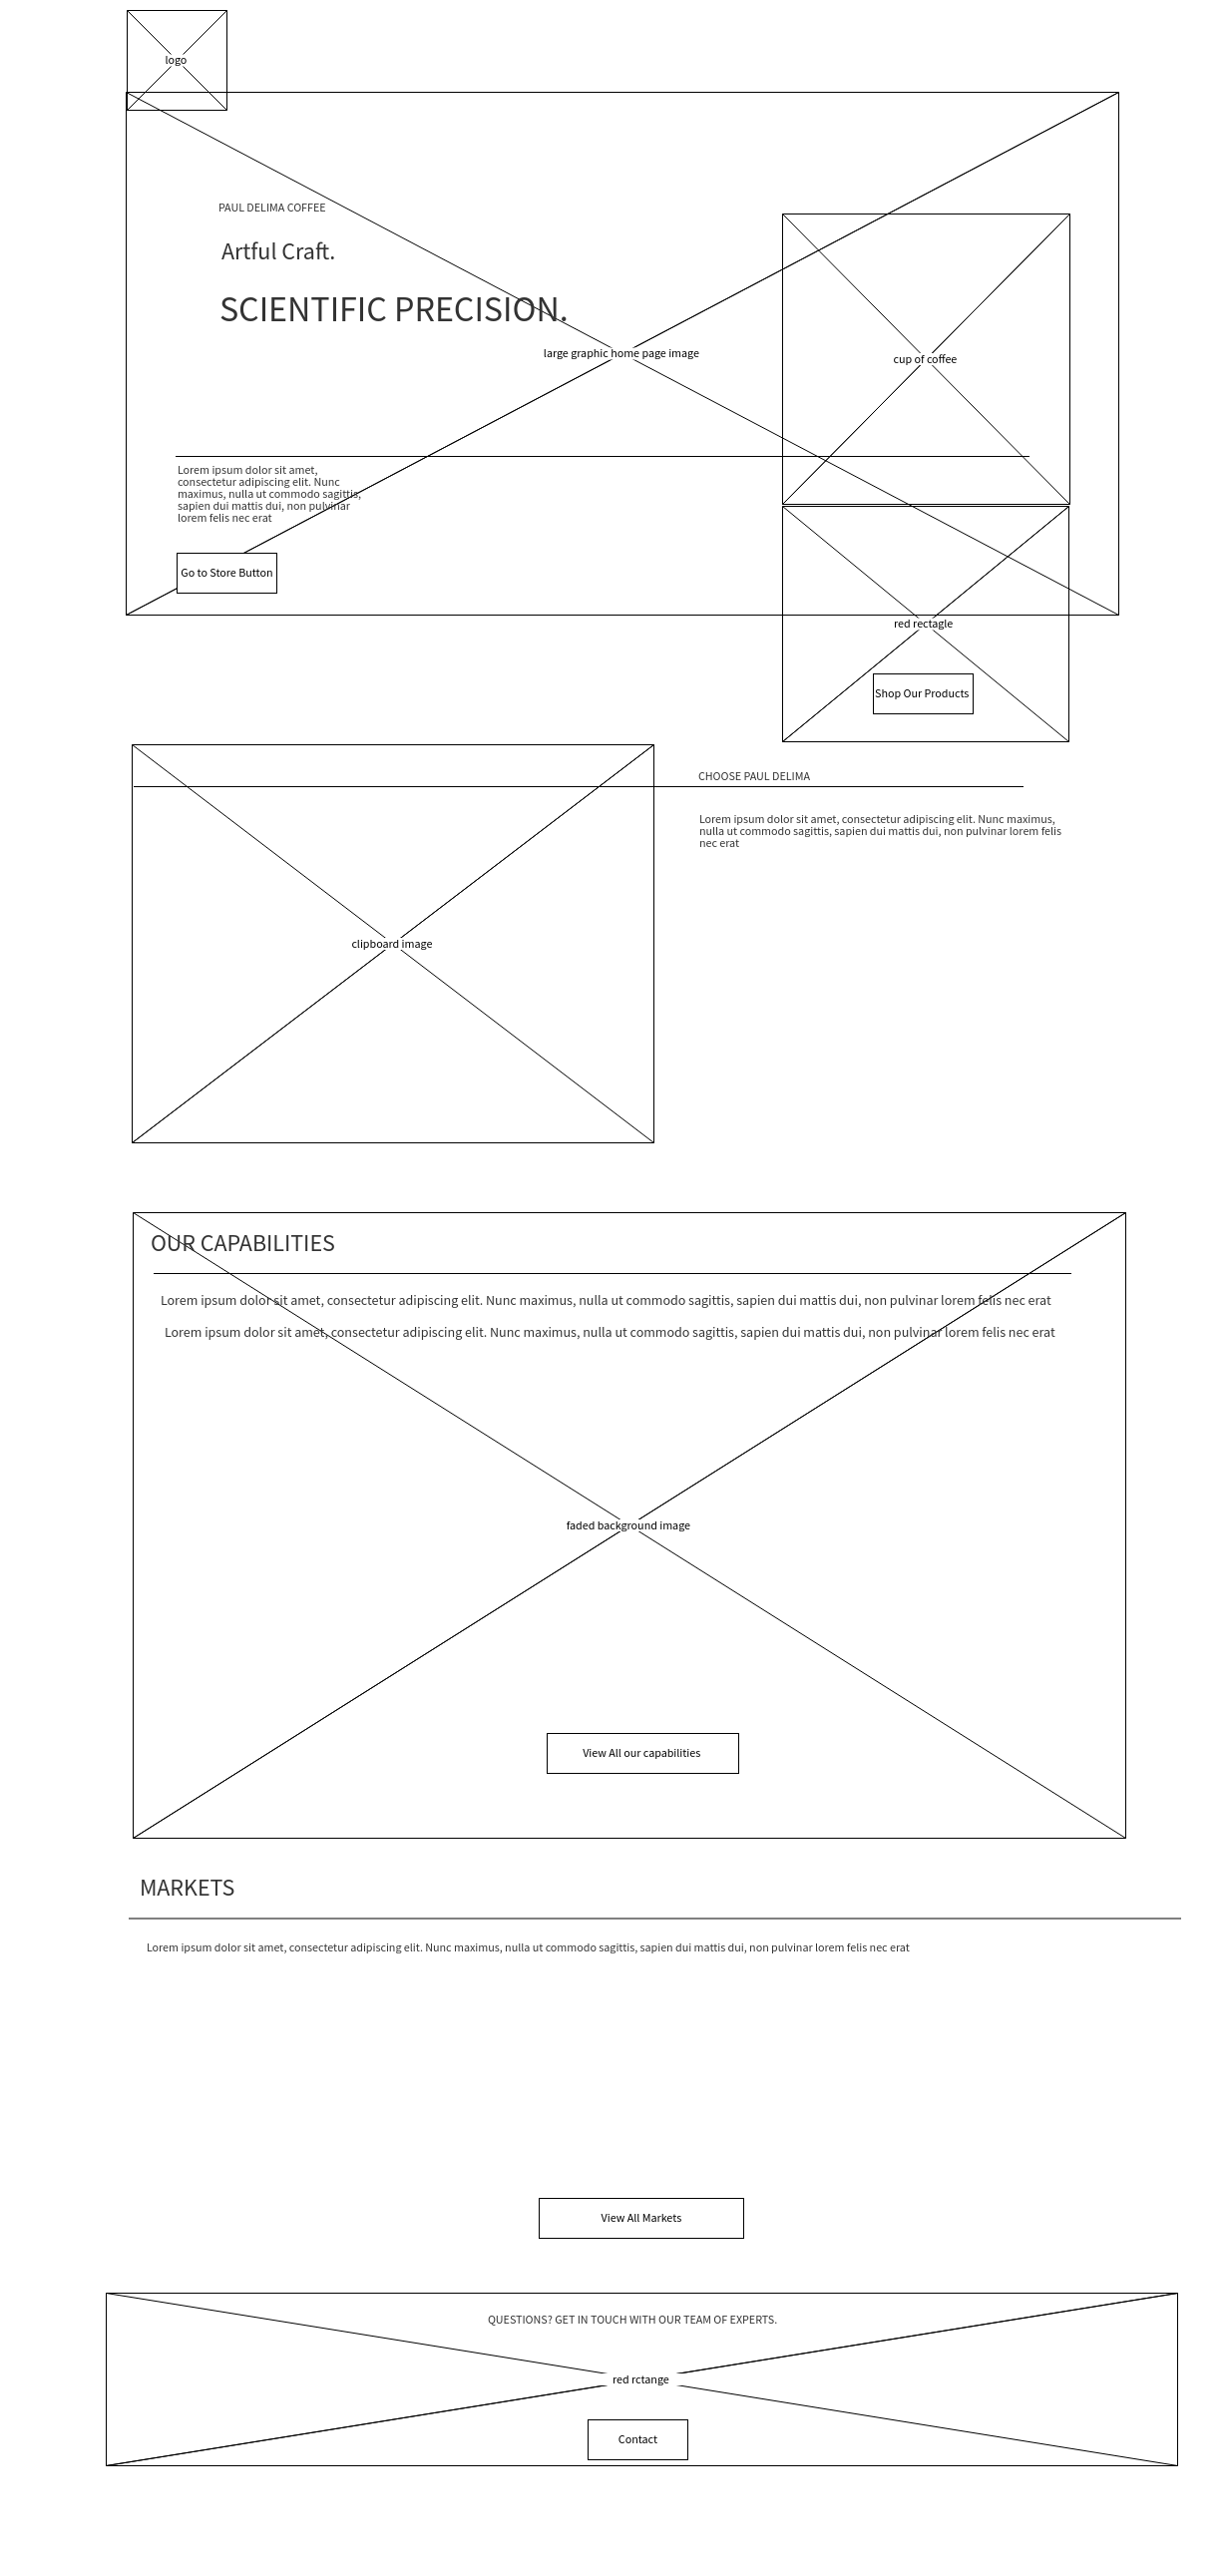 logo
PAUL DELIMA COFFEE
Artful Craft.
SCIENTIFIC PRECISION.
large graphic home page image
cup of coffee
Lorem ipsum dolor sit amet,
consectetur adipiscing elit. Nunc
maximus, nulla ut commodo sagittis,
sapien dui mattis dui, non pulvinar
lorem felis nec erat
Go to Store Button
red rectagle
Shop Our Products
CHOOSE PAUL DELIMA
Lorem ipsum dolor sit amet, consectetur adipiscing elit. Nunc maximus,
nulla ut commodo sagittis, sapien dui mattis dui, non pulvinar lorem felis
nec erat
clipboard image
OUR CAPABILITIES
Lorem ipsum dolor sit amet, consectetur adipiscing elit. Nunc maximus, nulla ut commodo sagittis, sapien dui mattis dui, non pulvinar lorem felis nec erat
Lorem ipsum dolor sit amet, consectetur adipiscing elit. Nunc maximus, nulla ut commodo sagittis, sapien dui mattis dui, non pulvinar lorem felis nec erat
faded background image
View All our capabilities
MARKETS
Lorem ipsum dolor sit amet, consectetur adipiscing elit. Nunc maximus, nulla ut commodo sagittis, sapien dui mattis dui, non pulvinar lorem felis nec erat
View All Markets
QUESTIONS? GET IN TOUCH WITH OUR TEAM OF EXPERTS.
red rctange
Contact